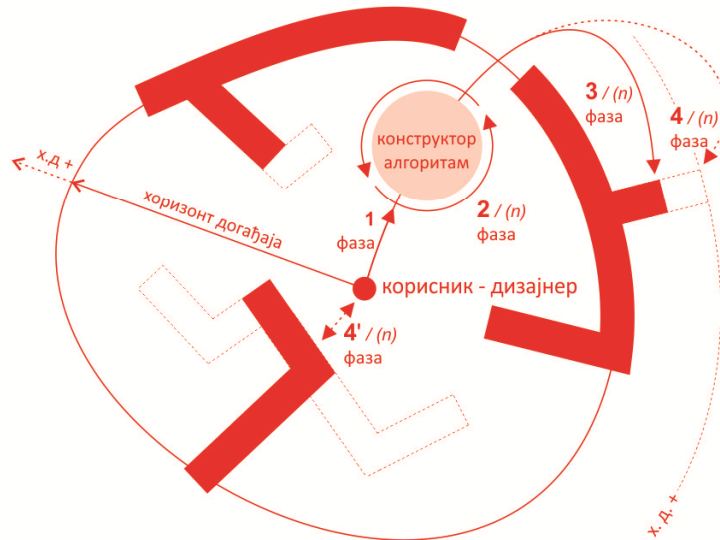 3 / (n)
фаза
4 / (n)
фаза
конструктор
алгоритам
х.д +
хоризонт догађаја
1
фаза
2 / (n)
фаза
корисник - дизајнер
4' / (n)
фаза
х. д. +